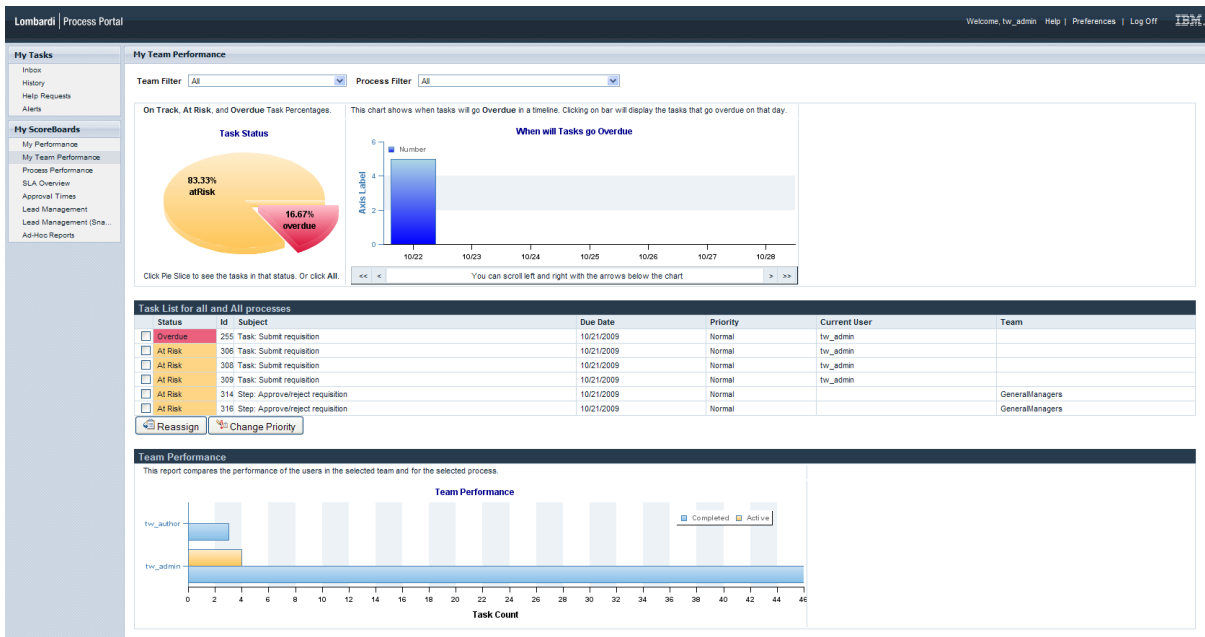 Lombardi | Process Portal
Welcome, tw_admin Help | Preferences | Log Off IBM
My Tasks
Inbox
History
Help Requests
Alerts
My ScoreBoards
My Performance
My Team Performance
Process Performance
SLA Overview
Approval Times
Lead Management
Lead Management (Sna...
Ad-Hoc Reports
My Team Performance
Team Filter All Process Filter All
On Track, At Risk, and Overdue Task Percentages.
Task Status
83.33%
atRisk
16.67%
overdue
Click Pie Slice to see the tasks in that status. Or click All.
This chart shows when tasks will go Overdue in a timeline. Clicking on bar will display the tasks that go overdue on that day.
When will Tasks go Overdue
Number
Axis Label
6
4
2
0
10/22 10/23 10/24 10/25 10/26 10/27 10/28
<< < You can scroll left and right with the arrows below the chart > >>
Task List for all and All processes
Status Id Subject Due Date Priority Current User Team
Overdue 255 Task: Submit requisition 10/21/2009 Normal tw_admin
At Risk 306 Task: Submit requisition 10/21/2009 Normal tw_admin
At Risk 308 Task: Submit requisition 10/21/2009 Normal tw_admin
At Risk 309 Task: Submit requisition 10/21/2009 Normal tw_admin
At Risk 314 Step: Approve/reject requisition 10/21/2009 Normal GeneralManagers
At Risk 316 Step: Approve/reject requisition 10/21/2009 Normal GeneralManagers
Reassign Change Priority
Team Performance
This report compares the performance of the users in the selected team and for the selected process.
Team Performance
Completed Active
tw_author
tw_admin
0 2 4 6 8 10 12 14 16 18 20 22 24 26 28 30 32 34 36 38 40 42 44 46
Task Count